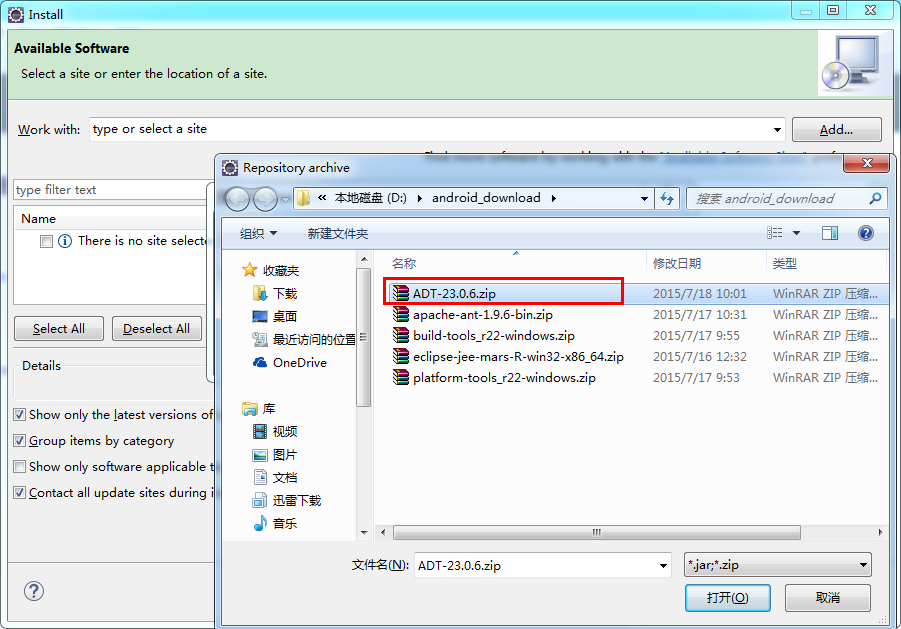 Install
Available Software
Select a site or enter the location of a site.
Work with: type or select a site Add...
type filter text
Name
There is no site selecte
Select All Deselect All
Details
Show only the latest versions of
Group items by category
Show only software applicable t
Contact all update sites during i
Repository archive
« 本地磁盘 (D:) android_download
搜索 android_download
组织 新建文件夹
收藏夹
下载
桌面
最近访问的位置
OneDrive
库
视频
图片
文档
迅雷下载
音乐
名称 修改日期 类型
ADT-23.0.6.zip 2015/7/18 10:01 WinRAR ZIP 压缩...
apache-ant-1.9.6-bin.zip 2015/7/17 10:31 WinRAR ZIP 压缩...
build-tools_r22-windows.zip 2015/7/17 9:55 WinRAR ZIP 压缩...
eclipse-jee-mars-R-win32-x86_64.zip 2015/7/16 12:32 WinRAR ZIP 压缩...
platform-tools_r22-windows.zip 2015/7/17 9:53 WinRAR ZIP 压缩...
文件名(N): ADT-23.0.6.zip *.jar;*.zip
打开(O) 取消